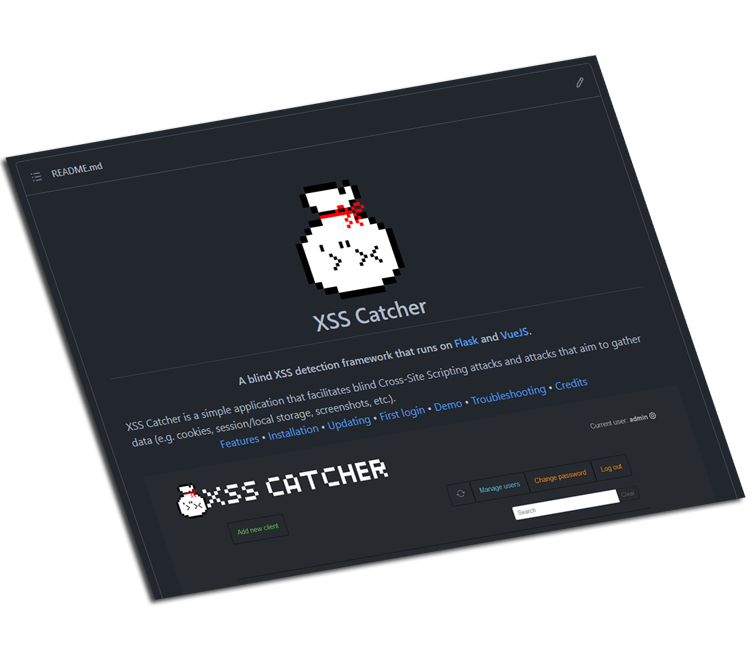 README.md
XSS Catcher
A blind XSS detection framework that runs on Flask and VueJS.
XSS Catcher is a simple application that facilitates blind Cross-Site Scripting attacks and attacks that aim to gather
data (e.g. cookies, session/local storage, screenshots, etc.).
Features • Installation • Updating • First login • Demo • Troubleshooting • Credits
Current user: admin
XSS CATCHER
Manage users Change password Log out
Add new client
Search Clear